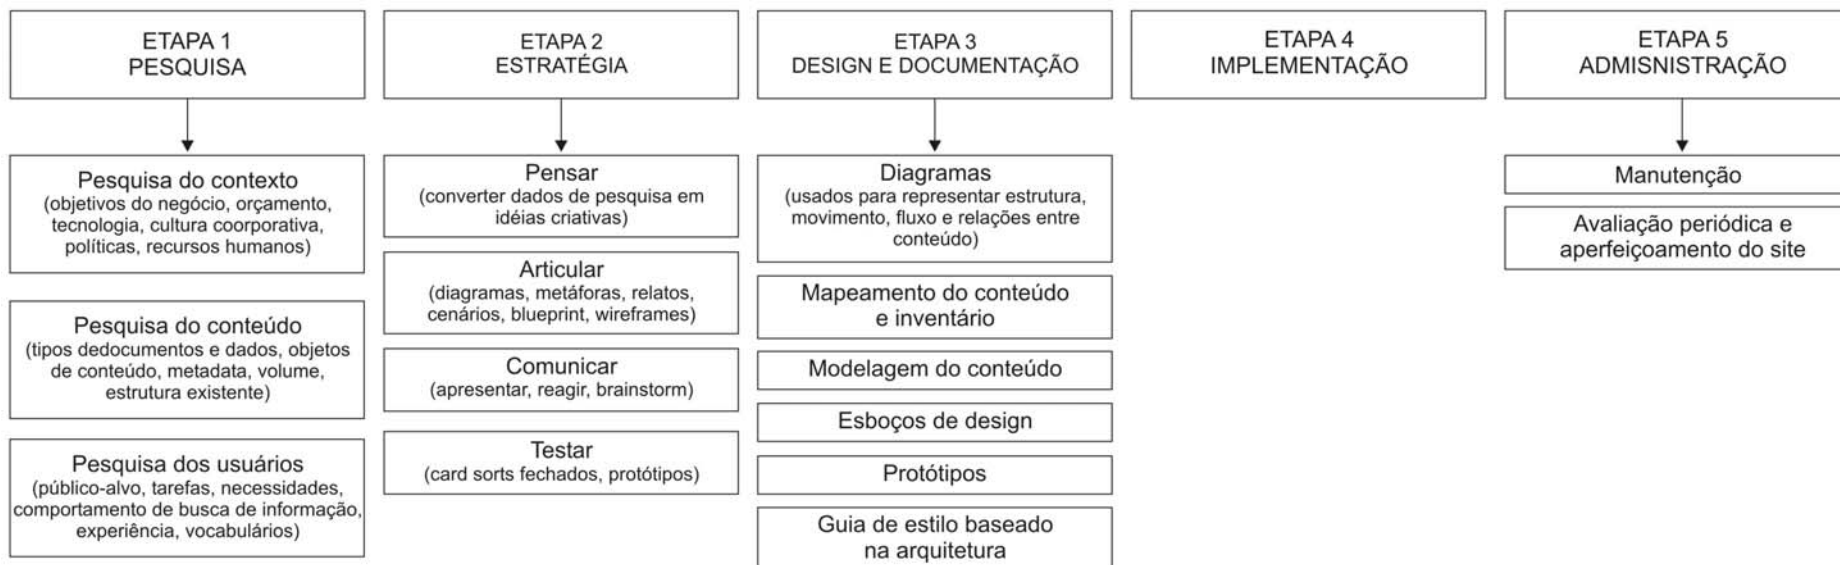 ETAPA 1
PESQUISA
Pesquisa do contexto
(objetivos do negócio, orçamento,
tecnologia, cultura coorporativa,
políticas, recursos humanos)
Pesquisa do conteúdo
(tipos dedocumentos e dados, objetos
de conteúdo, metadata, volume,
estrutura existente)
Pesquisa dos usuários
(público-alvo, tarefas, necessidades,
comportamento de busca de informação,
experiência, vocabulários)
ETAPA 2
ESTRATÉGIA
Pensar
(converter dados de pesquisa em
idéias criativas)
Articular
(diagramas, metáforas, relatos,
cenários, blueprint, wireframes)
Comunicar
(apresentar, reagir, brainstorm)
Testar
(card sorts fechados, protótipos)
ETAPA 3
DESIGN E DOCUMENTAÇÃO
Diagramas
(usados para representar estrutura,
movimento, fluxo e relações entre
conteúdo)
Mapeamento do conteúdo
e inventário
Modelagem do conteúdo
Esboços de design
Protótipos
Guia de estilo baseado
na arquitetura
ETAPA 4
IMPLEMENTAÇÃO
ETAPA 5
ADMISNISTRAÇÃO
Manutenção
Avaliação periódica e
aperfeiçoamento do site